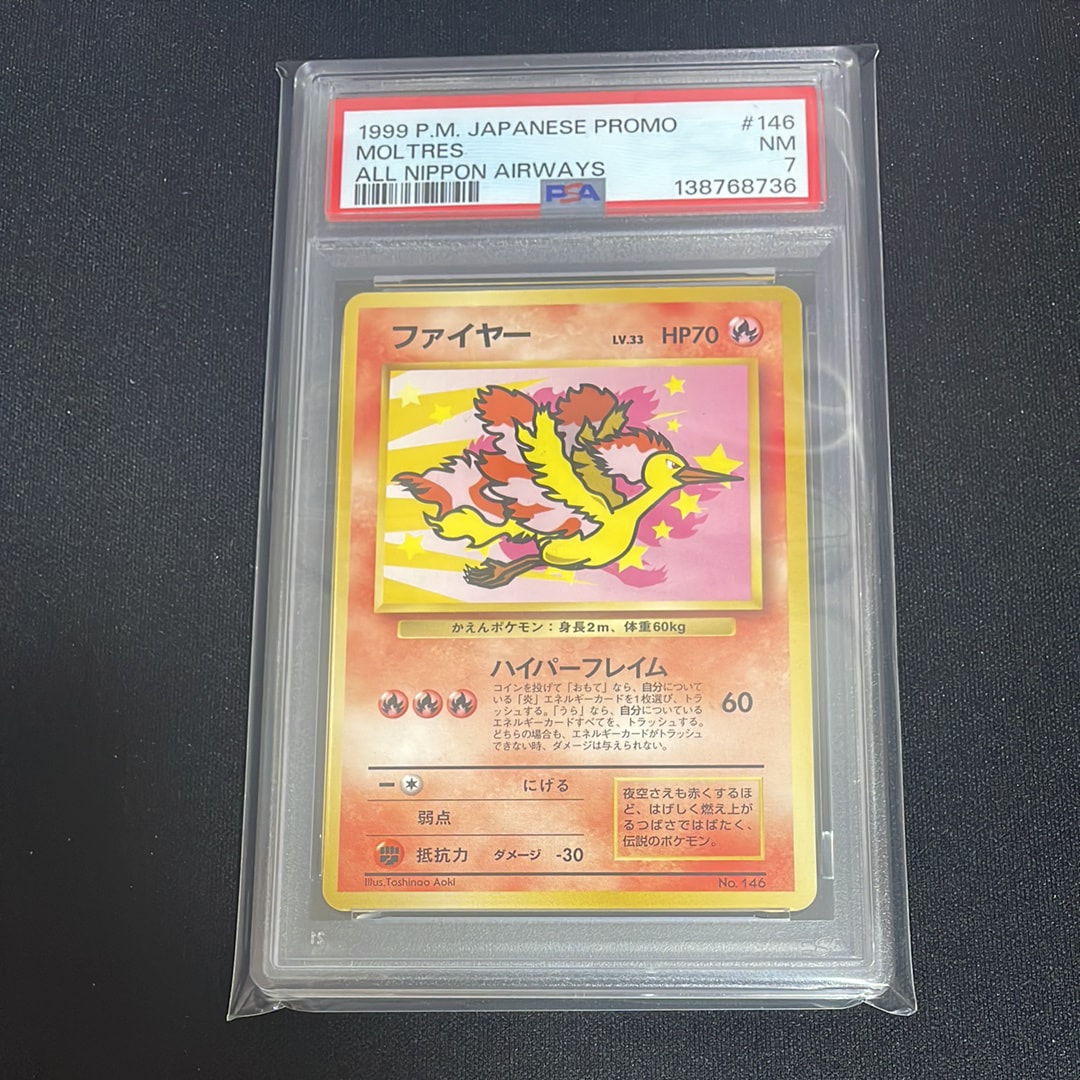 1999 P.M. JAPANESE PROMO #146
MOLTRES NM
ALL NIPPON AIRWAYS 7
PSA 138768736
ファイヤー LV.33 HP70
かえんポケモン：身長2m、体重60kg
ハイパーフレイム
コインを投げて「おもて」なら、自分について
いる「炎」エネルギーカードを1枚選び、トラ
ッシュする。「うら」なら、自分についている
エネルギーカードすべてを、トラッシュする。
どちらの場合も、エネルギーカードがトラッシュ
できない時、ダメージは与えられない。
60
にげる
弱点
抵抗力 ダメージ -30
夜空さえも赤くするほ
ど、はげしく燃え上が
るつばさではばたく、
伝説のポケモン。
Illus.Toshinao Aoki No. 146